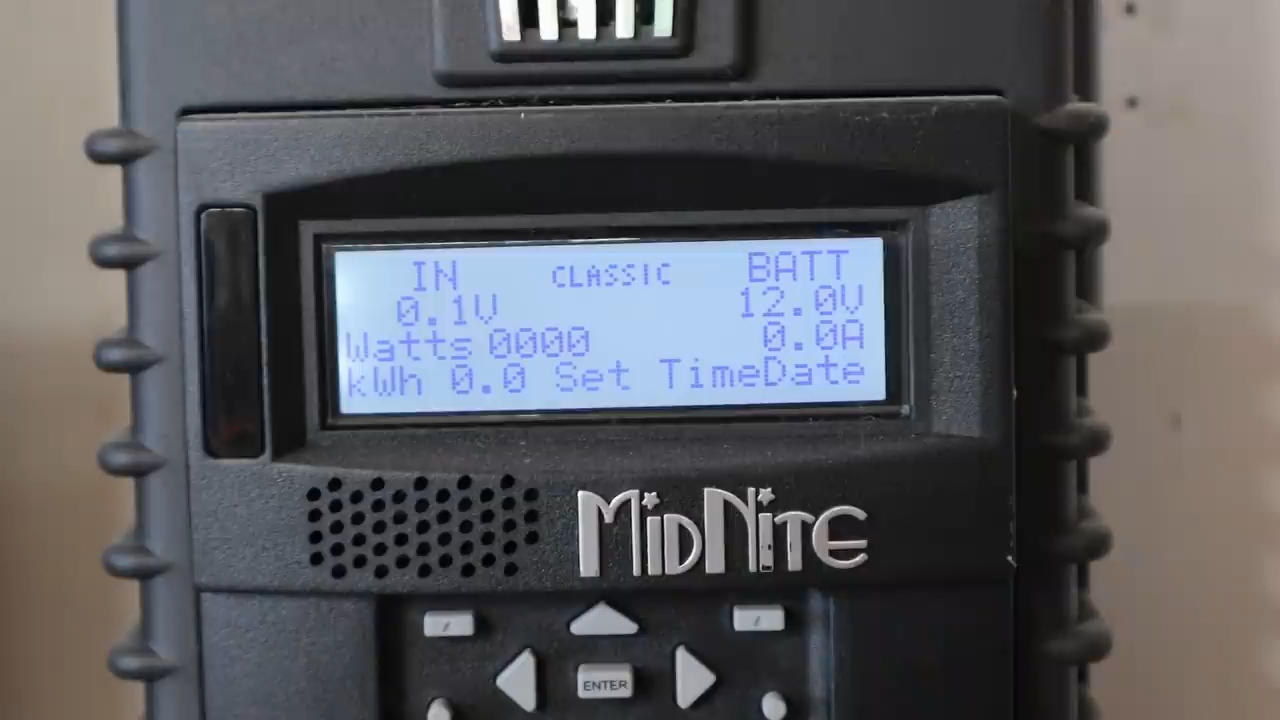 IN CLASSIC BATT
0.1V 12.0V
Watts 0000 0.0A
kWh 0.0 Set TimeDate
MIDNITE
ENTER